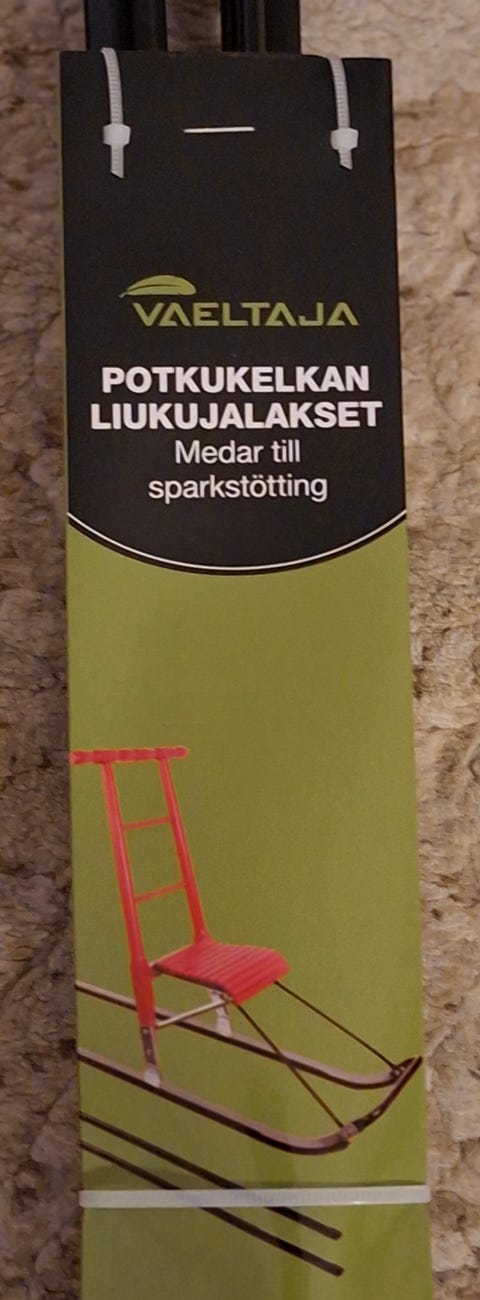 VAELTAJA
POTKUKELKAN
LIUKUJALAKSET
Medar till
sparkstötting